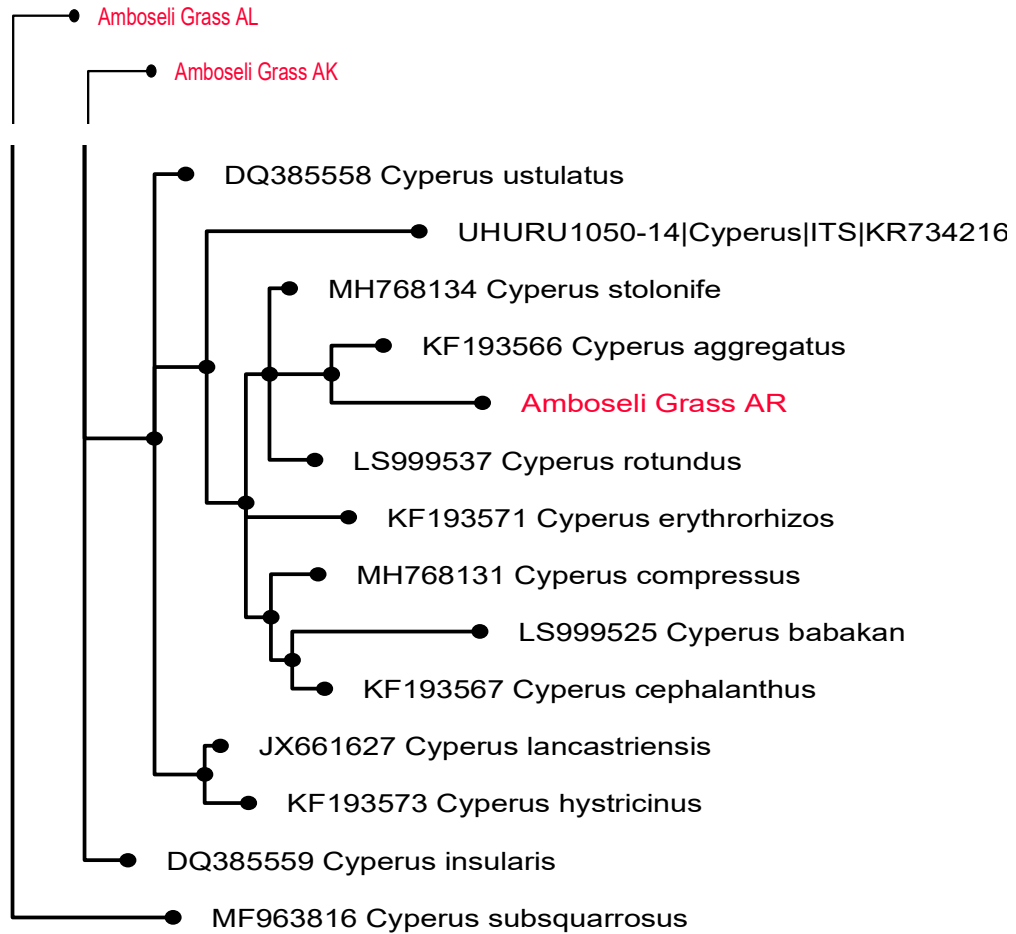 Amboseli Grass AL
Amboseli Grass AK
DQ385558 Cyperus ustulatus
UHURU1050-14|Cyperus|ITS|KR734216
MH768134 Cyperus stolonife
KF193566 Cyperus aggregatus
Amboseli Grass AR
LS999537 Cyperus rotundus
KF193571 Cyperus erythrorhizos
MH768131 Cyperus compressus
LS999525 Cyperus babakan
KF193567 Cyperus cephalanthus
JX661627 Cyperus lancastriensis
KF193573 Cyperus hystricinus
DQ385559 Cyperus insularis
MF963816 Cyperus subsquarrosus